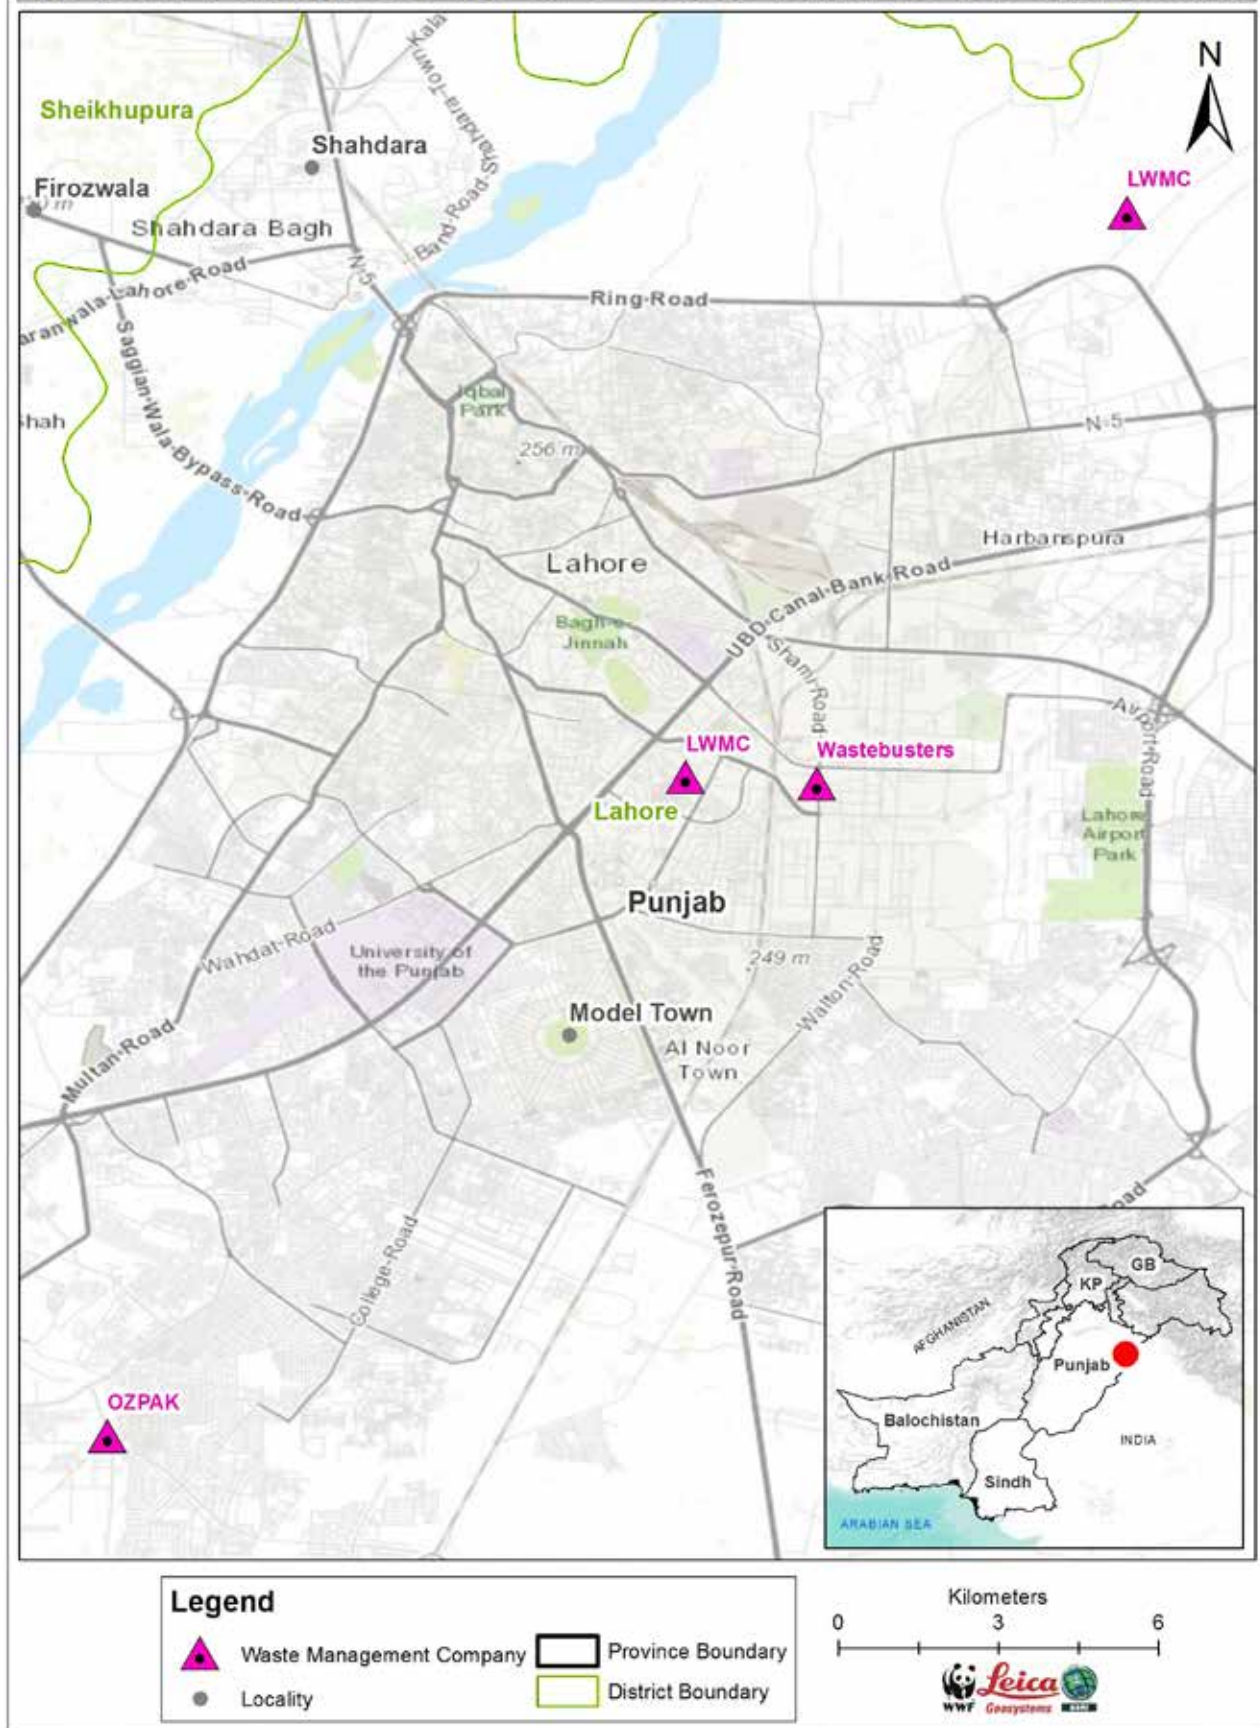 N
Kala
Shahdara-Town
Band-Road-Shahdara
Sheikhupura
Shahdara
LWMC
Firozwala
Shahdara Bagh
N-5
aranwala-Lahore-Road
Ring-Road
Saggian-Wala-Bypass-Road
Iqbal
Park
hah
256 m
N-5
Harbanspura
Lahore
UBD-Canal-Bank-Road
Bagh-e-
Jinnah
Shami-Road
Airport-Road
LWMC
Wastebusters
Lahore
Lahore
Airport
Park
Punjab
Wahdat-Road
University of
the Punjab
249 m
Walton-Road
Model Town
Al Noor
Town
Multan-Road
Ferozepur-Road
oad
College-Road
OZPAK
GB
KP
AFGHANISTAN
Punjab
Balochistan
INDIA
Sindh
ARABIAN SEA
Legend
Waste Management Company
Province Boundary
Locality
District Boundary
Kilometers
0 3 6
WWF
Leica
Geosystems